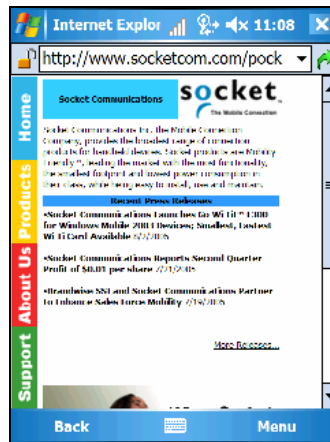 Internet Explor 11:08
http://www.socketcom.com/pock
Home
Products
About Us
Support
Socket Communications
socket
The Mobile Connection
Socket Communications Inc. The Mobile Connection
Company, provides the broadest range of connection
products for handheld devices. Socket products are Mobility
Friendly™, leading the market with the most functionality,
the smallest footprint and lowest power consumption in
their class, while being easy to install, use and maintain.
Recent Press Releases
•Socket Communications Launches Go Wi-Fi!™ E300
for Windows Mobile 2003 Devices; Smallest, Fastest
Wi-Fi Card Available 8/2/2005
•Socket Communications Reports Second Quarter
Profit of $0.01 per share 7/21/2005
•Brandwise SSI and Socket Communications Partner
to Enhance Sales Force Mobility 7/19/2005
More Releases...
Back
Menu